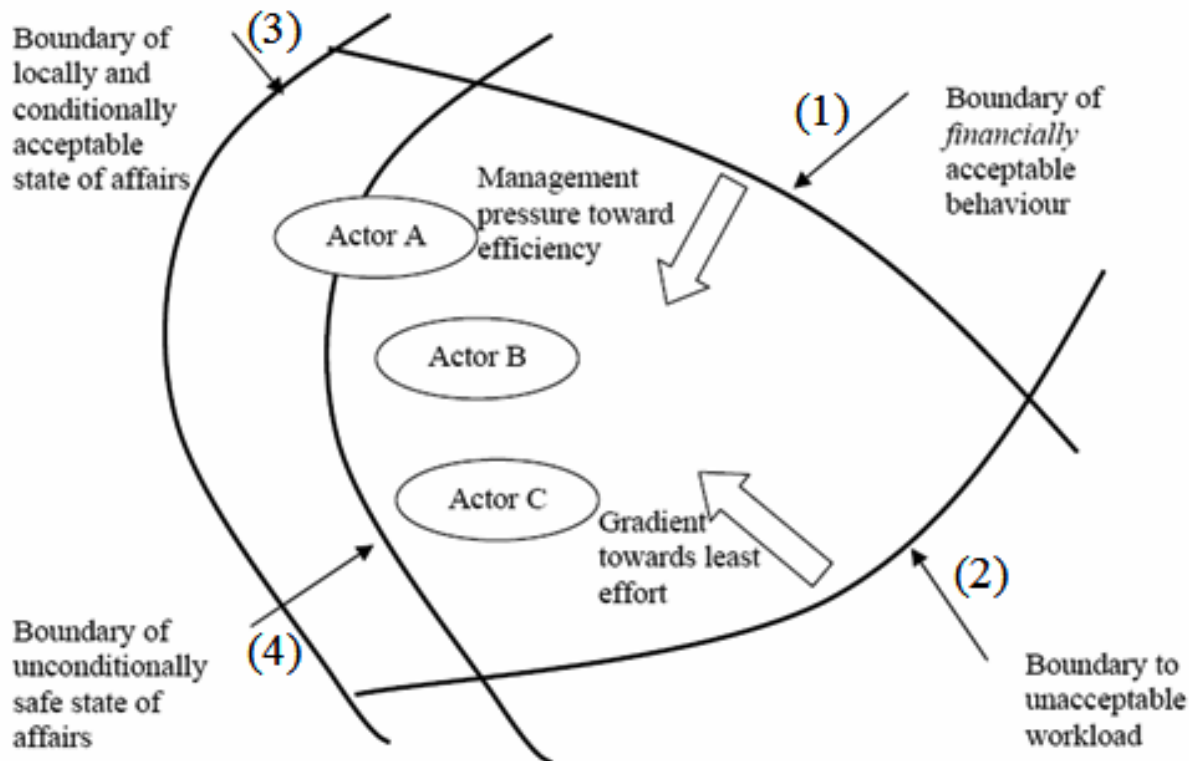 Boundary of
locally and
conditionally
acceptable
state of affairs
(3)
(1)
Boundary of
financially
acceptable
behaviour
Management
pressure toward
efficiency
Actor A
Actor B
Actor C
Gradient
towards least
effort
(2)
Boundary of
unconditionally
safe state of
affairs
(4)
Boundary to
unacceptable
workload